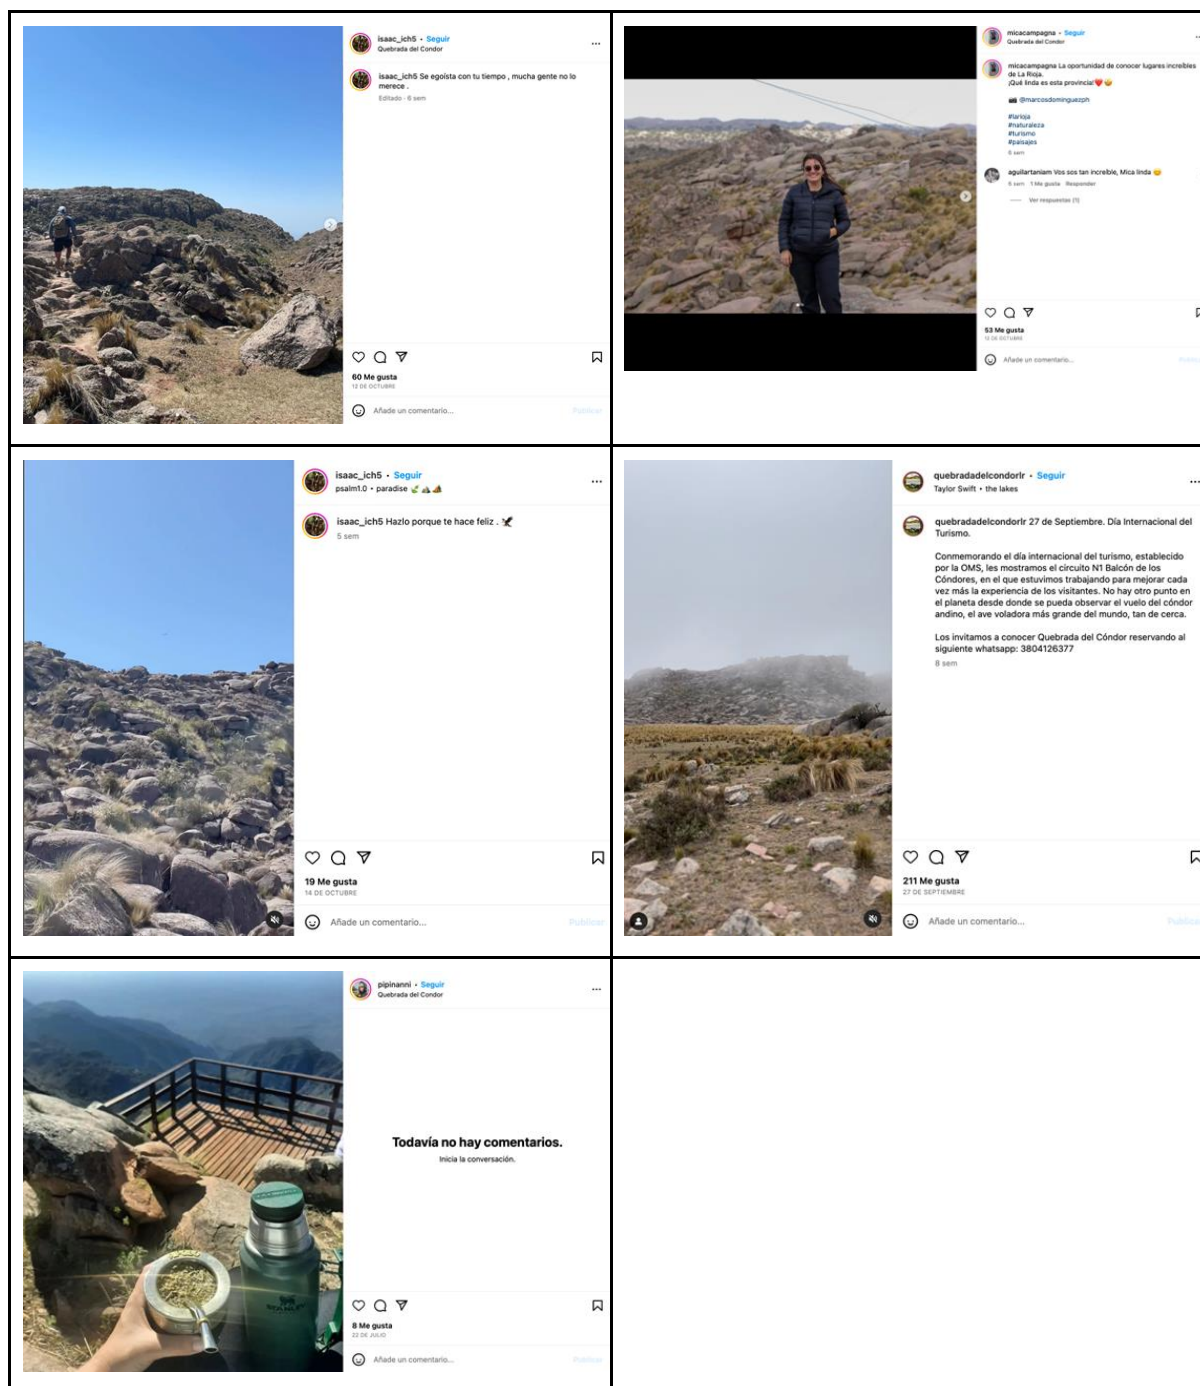 isaac_ich5 • Seguir
Quebrada del Condor
isaac_ich5 Se egoísta con tu tiempo , mucha gente no lo
merece .
Editado · 6 sem
60 Me gusta
12 DE OCTUBRE
Añade un comentario...
Publicar
micacampagna • Seguir
Quebrada del Condor
micacampagna La oportunidad de conocer lugares increíbles
de La Rioja.
¡Qué linda es esta provincia!❤️🤩
📷 @marcosdominguezph
#larioja
#naturaleza
#turismo
#paisajes
6 sem
aguilartaniam Vos sos tan increíble, Mica linda 😊
6 sem 1 Me gusta Responder
Ver respuestas (1)
53 Me gusta
12 DE OCTUBRE
Añade un comentario...
isaac_ich5 • Seguir
psalm1.0 • paradise
isaac_ich5 Hazlo porque te hace feliz .
5 sem
19 Me gusta
14 DE OCTUBRE
Añade un comentario...
Publicar
quebradadelcondorlr • Seguir
Taylor Swift • the lakes
quebradadelcondorlr 27 de Septiembre. Día Internacional del
Turismo.
Conmemorando el día internacional del turismo, establecido
por la OMS, les mostramos el circuito N1 Balcón de los
Cóndores, en el que estuvimos trabajando para mejorar cada
vez más la experiencia de los visitantes. No hay otro punto en
el planeta desde donde se pueda observar el vuelo del cóndor
andino, el ave voladora más grande del mundo, tan de cerca.
Los invitamos a conocer Quebrada del Cóndor reservando al
siguiente whatsapp: 3804126377
8 sem
211 Me gusta
27 DE SEPTIEMBRE
Añade un comentario...
pipinanni • Seguir
Quebrada del Condor
Todavía no hay comentarios.
Inicia la conversación.
STANLEY
8 Me gusta
22 DE JULIO
Añade un comentario...
Publicar